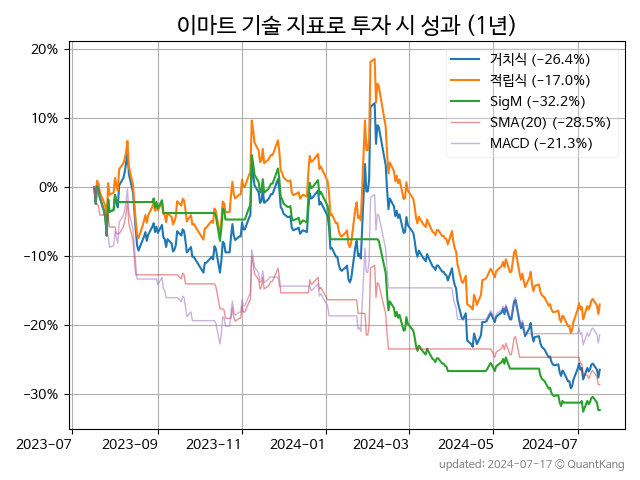 이마트 기술 지표로 투자 시 성과 (1년)
20%
10%
0%
−10%
−20%
−30%
거치식 (−26.4%)
적립식 (−17.0%)
SigM (−32.2%)
SMA(20) (−28.5%)
MACD (−21.3%)
2023-07 2023-09 2023-11 2024-01 2024-03 2024-05 2024-07
updated: 2024-07-17 © QuantKang